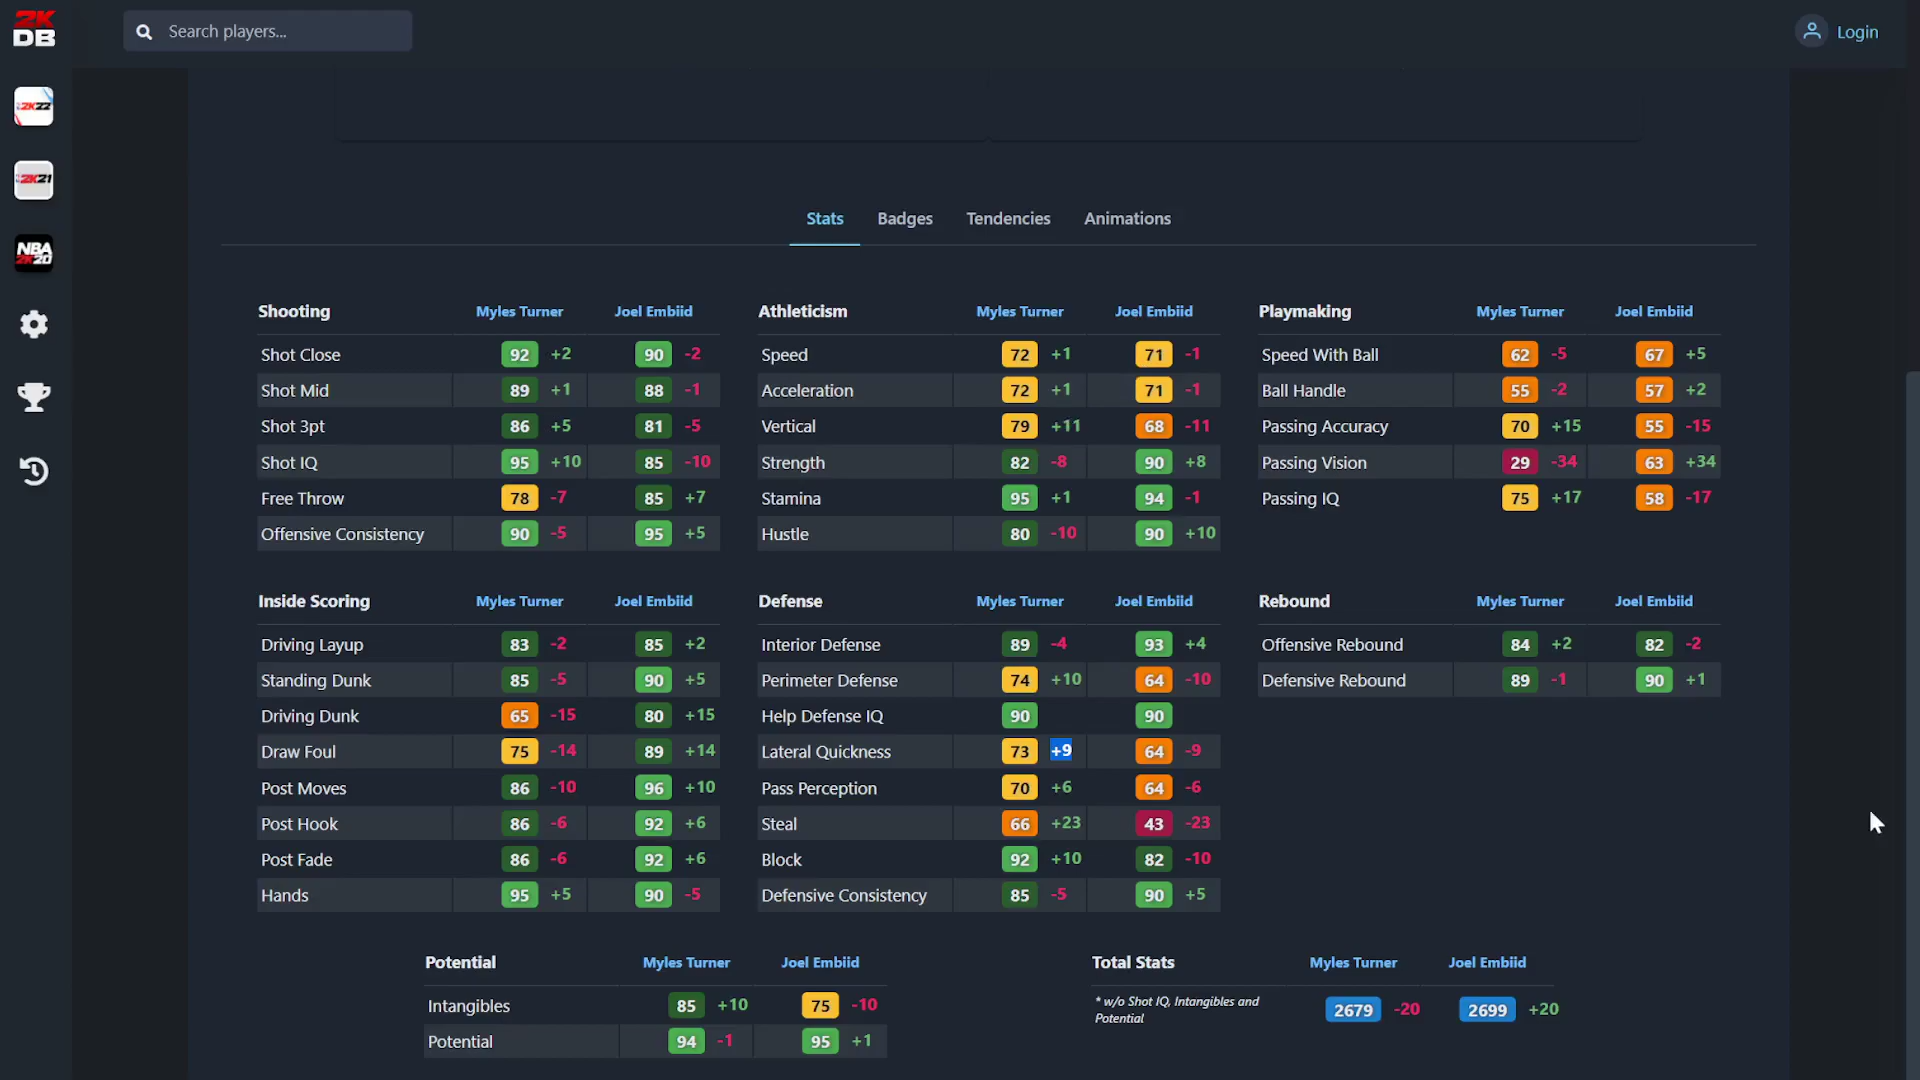 2K
DB
Search players...
Login
2K22
2K21
NBA
2K20
Stats Badges Tendencies Animations
Shooting Myles Turner Joel Embiid
Shot Close 92 +2 90 -2
Shot Mid 89 +1 88 -1
Shot 3pt 86 +5 81 -5
Shot IQ 95 +10 85 -10
Free Throw 78 -7 85 +7
Offensive Consistency 90 -5 95 +5
Athleticism Myles Turner Joel Embiid
Speed 72 +1 71 -1
Acceleration 72 +1 71 -1
Vertical 79 +11 68 -11
Strength 82 -8 90 +8
Stamina 95 +1 94 -1
Hustle 80 -10 90 +10
Playmaking Myles Turner Joel Embiid
Speed With Ball 62 -5 67 +5
Ball Handle 55 -2 57 +2
Passing Accuracy 70 +15 55 -15
Passing Vision 29 -34 63 +34
Passing IQ 75 +17 58 -17
Inside Scoring Myles Turner Joel Embiid
Driving Layup 83 -2 85 +2
Standing Dunk 85 -5 90 +5
Driving Dunk 65 -15 80 +15
Draw Foul 75 -14 89 +14
Post Moves 86 -10 96 +10
Post Hook 86 -6 92 +6
Post Fade 86 -6 92 +6
Hands 95 +5 90 -5
Defense Myles Turner Joel Embiid
Interior Defense 89 -4 93 +4
Perimeter Defense 74 +10 64 -10
Help Defense IQ 90 90
Lateral Quickness 73 +9 64 -9
Pass Perception 70 +6 64 -6
Steal 66 +23 43 -23
Block 92 +10 82 -10
Defensive Consistency 85 -5 90 +5
Rebound Myles Turner Joel Embiid
Offensive Rebound 84 +2 82 -2
Defensive Rebound 89 -1 90 +1
Potential Myles Turner Joel Embiid
Intangibles 85 +10 75 -10
Potential 94 -1 95 +1
Total Stats Myles Turner Joel Embiid
* w/o Shot IQ, Intangibles and
Potential
2679 -20 2699 +20